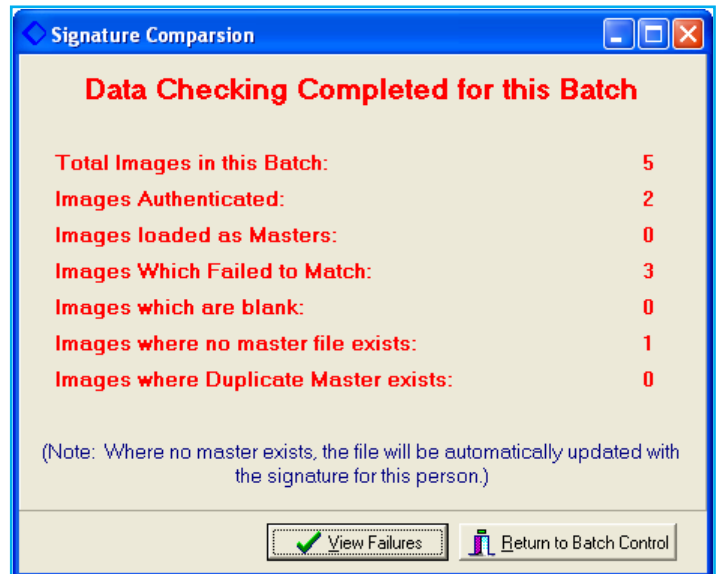 Signature Comparsion
Data Checking Completed for this Batch
Total Images in this Batch: 5
Images Authenticated: 2
Images loaded as Masters: 0
Images Which Failed to Match: 3
Images which are blank: 0
Images where no master file exists: 1
Images where Duplicate Master exists: 0
(Note: Where no master exists, the file will be automatically updated with
the signature for this person.)
View Failures
Return to Batch Control